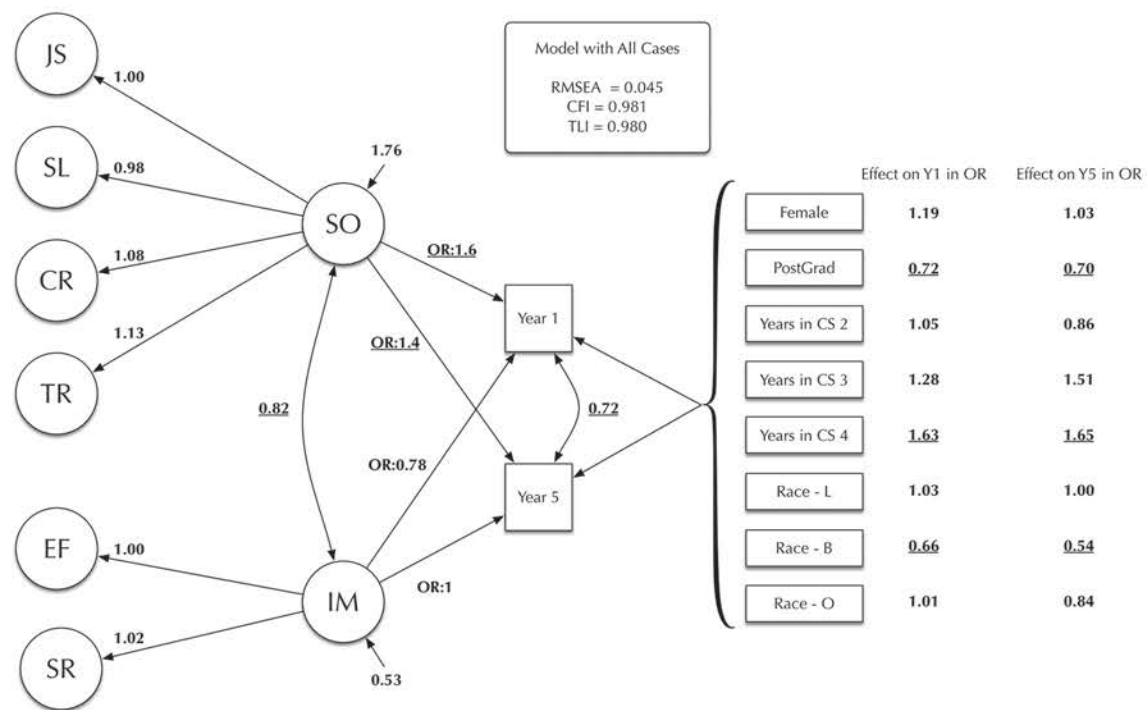 JS
1.00
Model with All Cases
RMSEA = 0.045
CFI = 0.981
TLI = 0.980
SL
0.98
1.76
SO
Effect on Y1 in OR
Effect on Y5 in OR
Female
1.19
1.03
CR
1.08
OR:1.6
PostGrad
0.72
0.70
Year 1
Years in CS 2
1.05
0.86
TR
1.13
OR:1.4
Years in CS 3
1.28
1.51
0.82
0.72
Years in CS 4
1.63
1.65
OR:0.78
Year 5
Race - L
1.03
1.00
EF
1.00
Race - B
0.66
0.54
OR:1
IM
Race - O
1.01
0.84
SR
1.02
0.53